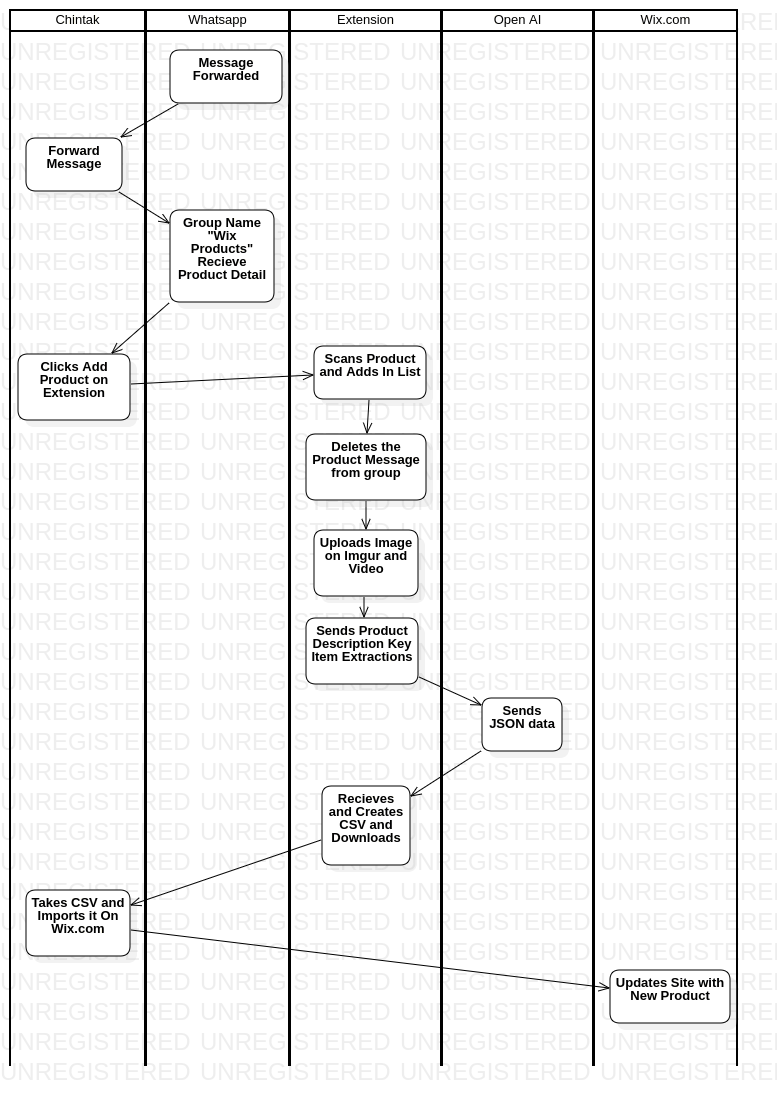 Chintak
Whatsapp
Extension
Open AI
Wix.com
Message
Forwarded
Forward
Message
Group Name
"Wix
Products"
Recieve
Product Detail
Clicks Add
Product on
Extension
Scans Product
and Adds In List
Deletes the
Product Message
from group
Uploads Image
on Imgur and
Video
Sends Product
Description Key
Item Extractions
Sends
JSON data
Recieves
and Creates
CSV and
Downloads
Takes CSV and
Imports it On
Wix.com
Updates Site with
New Product
UNREGISTERED